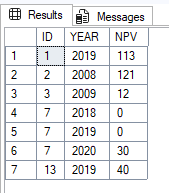 Results Messages
ID YEAR NPV
1 1 2019 113
2 2 2008 121
3 3 2009 12
4 7 2018 0
5 7 2019 0
6 7 2020 30
7 13 2019 40